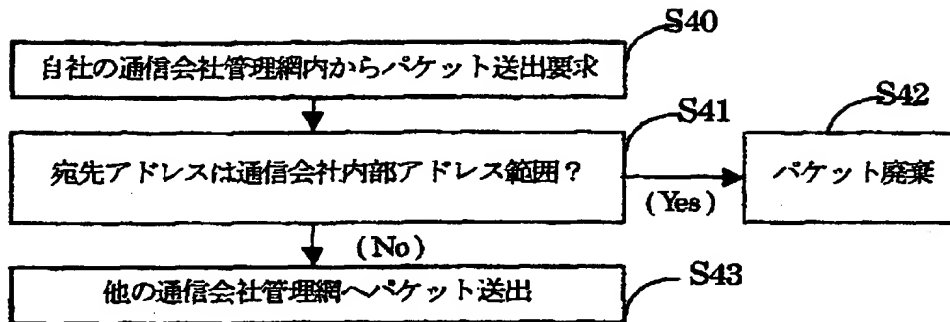 S40
自社の通信会社管理網内からパケット送出要求
S41
宛先アドレスは通信会社内部アドレス範囲？
(Yes)
S42
パケット廃棄
(No)
他の通信会社管理網へパケット送出
S43